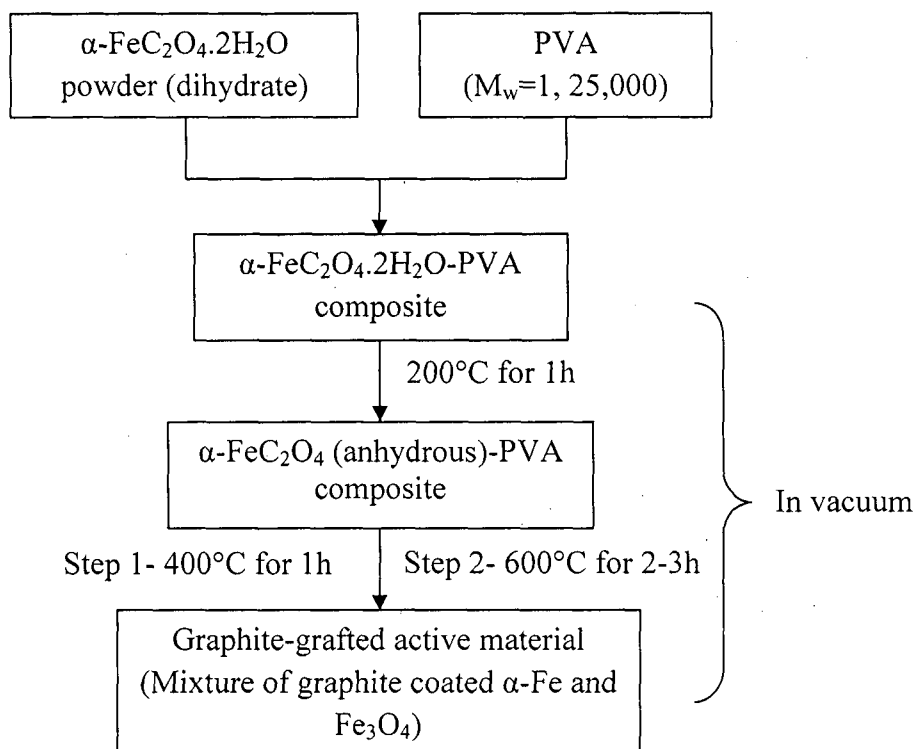 α-FeC₂O₄.2H₂O
powder (dihydrate)
PVA
(Mw=1, 25,000)
α-FeC₂O₄.2H₂O-PVA
composite
200°C for 1h
α-FeC₂O₄ (anhydrous)-PVA
composite
In vacuum
Step 1- 400°C for 1h
Step 2- 600°C for 2-3h
Graphite-grafted active material
(Mixture of graphite coated α-Fe and
Fe₃O₄)